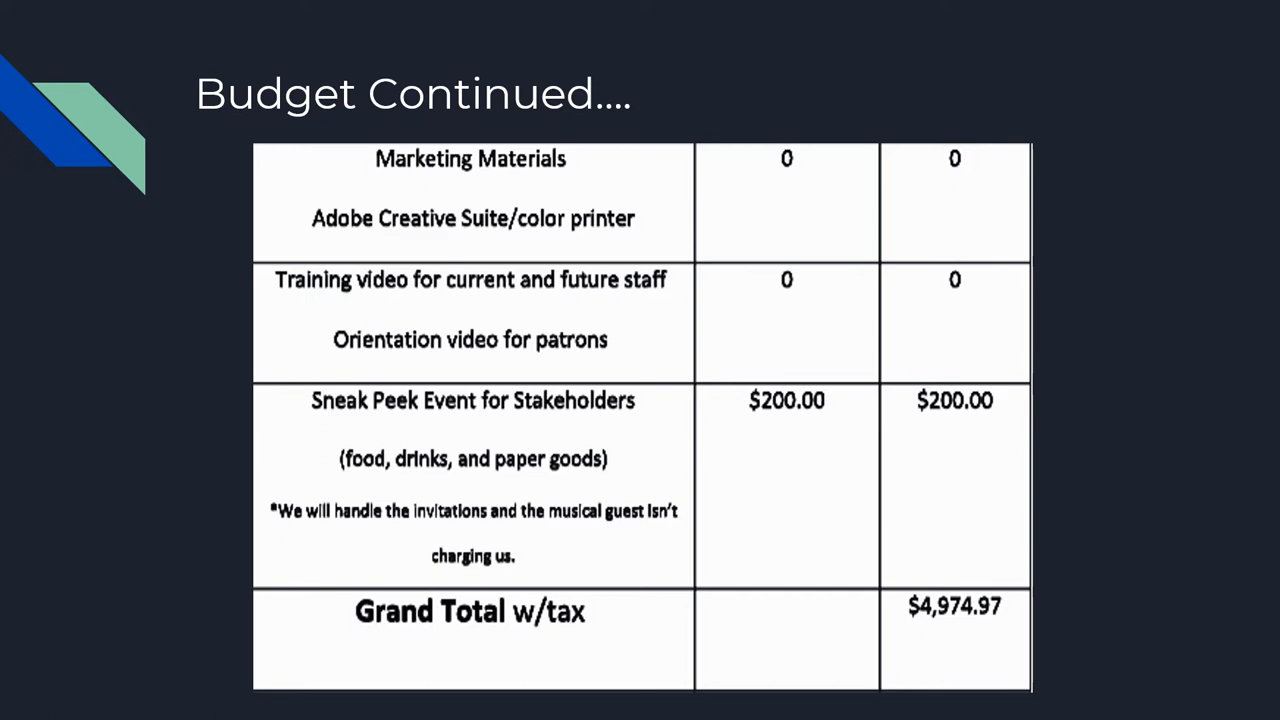 Budget Continued....
Marketing Materials 0 0
Adobe Creative Suite/color printer
Training video for current and future staff 0 0
Orientation video for patrons
Sneak Peek Event for Stakeholders $200.00 $200.00
(food, drinks, and paper goods)
*We will handle the invitations and the musical guest isn't
charging us.
Grand Total w/tax $4,974.97